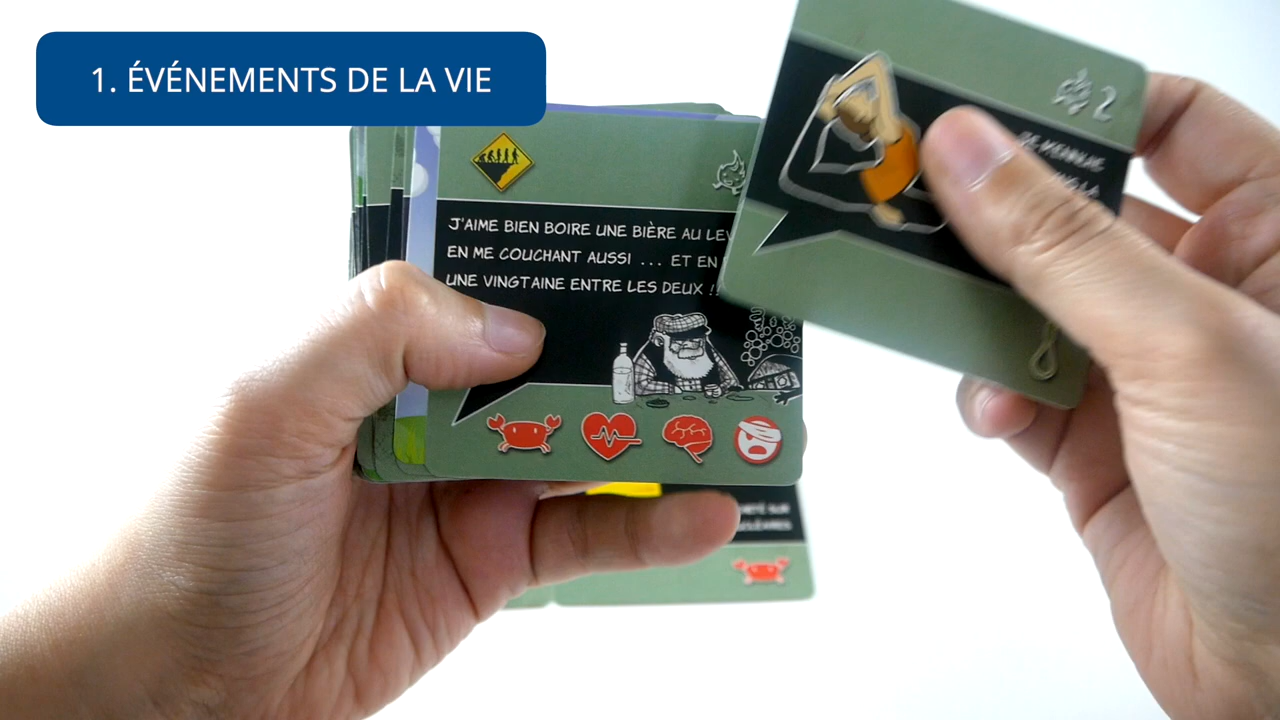 1. ÉVÉNEMENTS DE LA VIE
2
J'AIME BIEN BOIRE UNE BIÈRE AU
EN ME COUCHANT AUSSI ... ET EN
UNE VINGTAINE ENTRE LES DEUX !
SUR